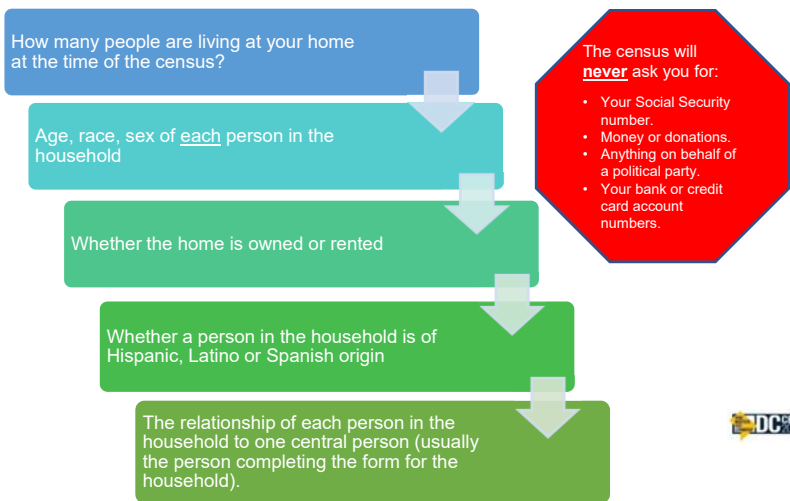 How many people are living at your home
at the time of the census?
Age, race, sex of each person in the
household
Whether the home is owned or rented
Whether a person in the household is of
Hispanic, Latino or Spanish origin
The relationship of each person in the
household to one central person (usually
the person completing the form for the
household).
The census will
never ask you for:
• Your Social Security
number.
• Money or donations.
• Anything on behalf of
a political party.
• Your bank or credit
card account
numbers.
DC